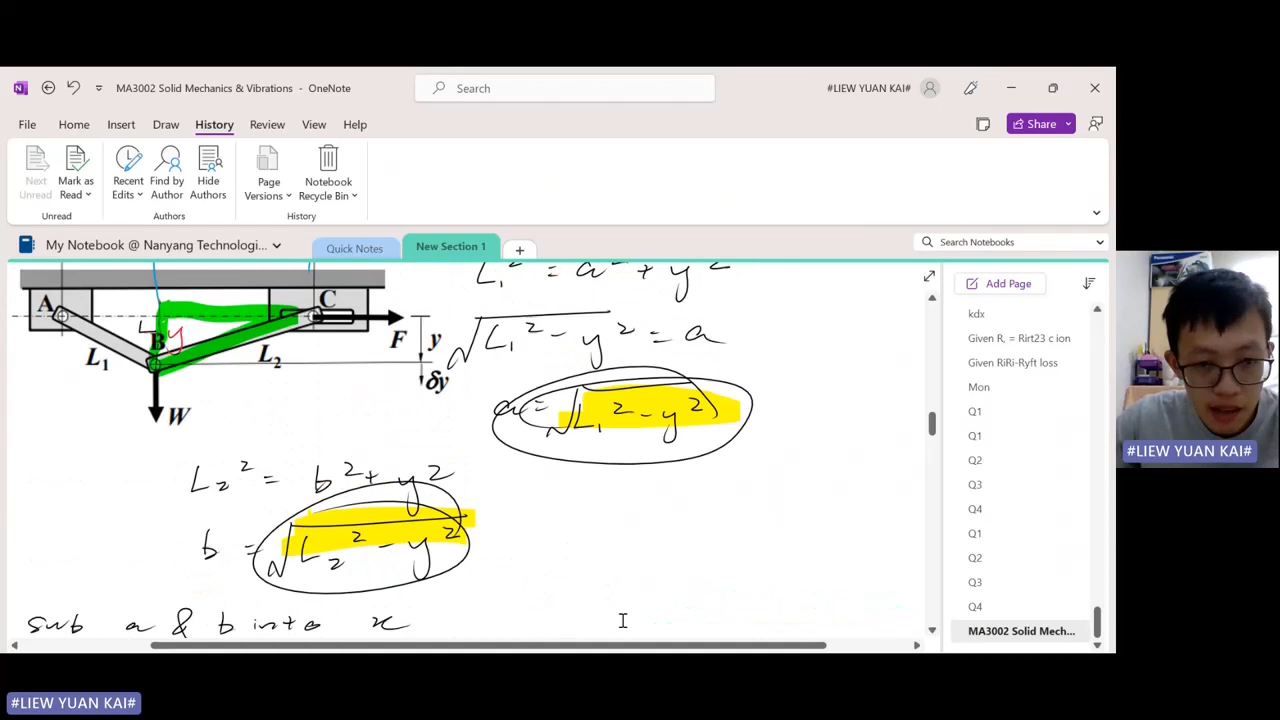 MA3002 Solid Mechanics & Vibrations - OneNote
Search
#LIEW YUAN KAI#
File Home Insert Draw History Review View Help
Share
Next Unread
Mark as Read
Recent Edits
Find by Author
Hide Authors
Page Versions
Notebook Recycle Bin
Unread
Authors
History
My Notebook @ Nanyang Technologi...
Quick Notes
New Section 1
Search Notebooks
Add Page
kdx
Given R, = Rirt23 c ion
Given RiRi-Ryft loss
Mon
Q1
Q1
Q2
Q3
Q4
Q1
Q2
Q3
Q4
MA3002 Solid Mech...
A
C
B
y
L₁
L₂
F
y
δy
W
L₁² = a² + y²
√L₁² - y² = a
a = √L₁² - y²
L₂² = b² + y²
b = √L₂² - y²
sub a & b into x
#LIEW YUAN KAI#
#LIEW YUAN KAI#